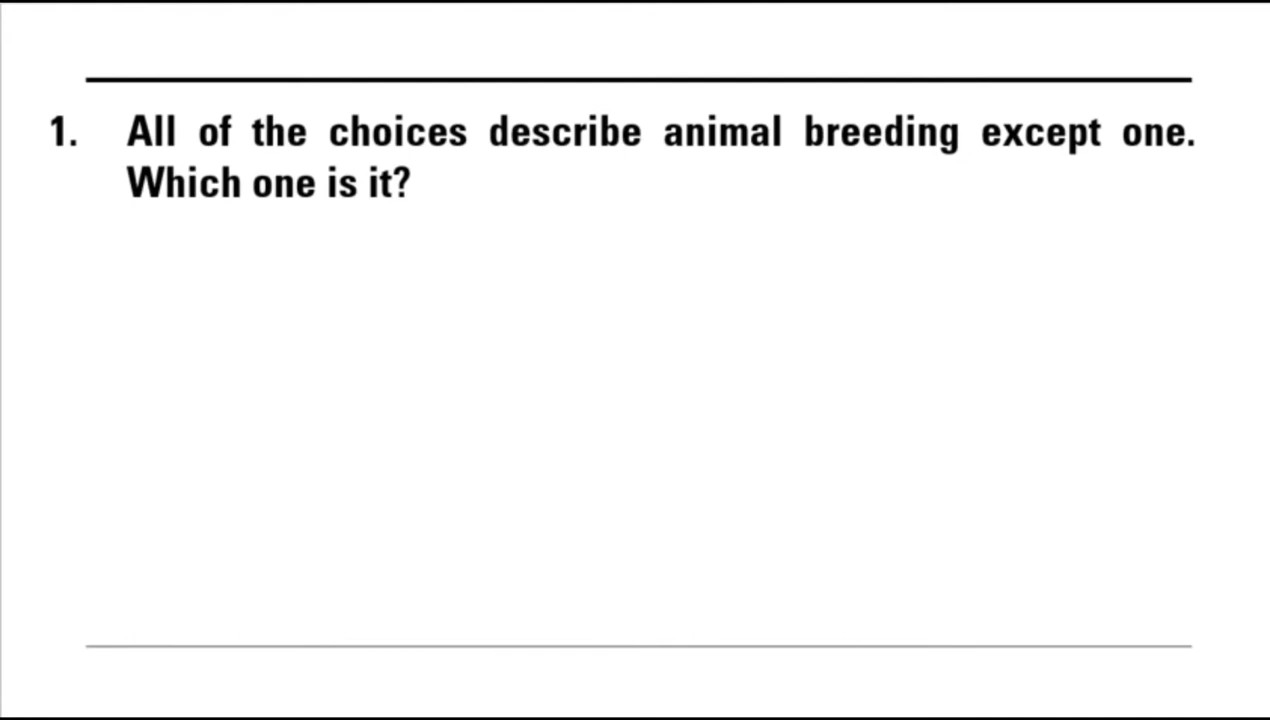 1. All of the choices describe animal breeding except one.
Which one is it?